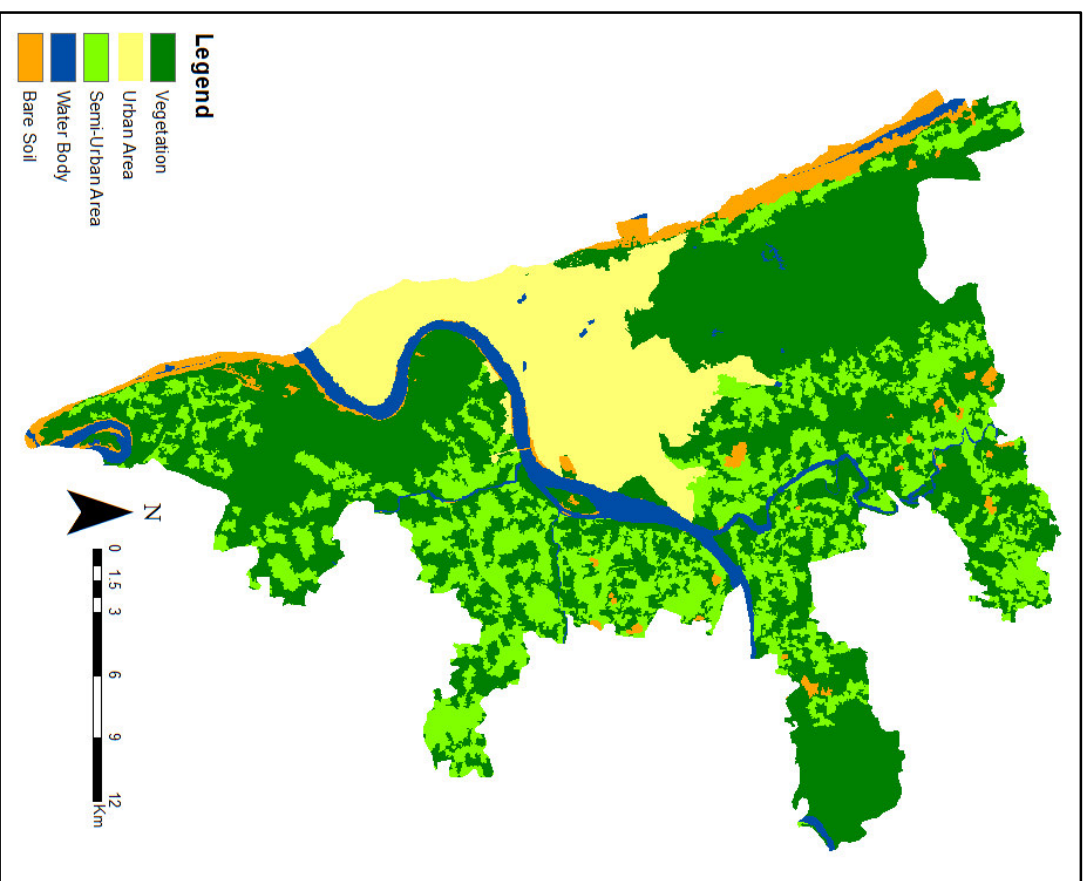 Legend
Vegetation
Urban Area
Semi-Urban Area
Water Body
Bare Soil
N
0 1.5 3 6 9 12
Km